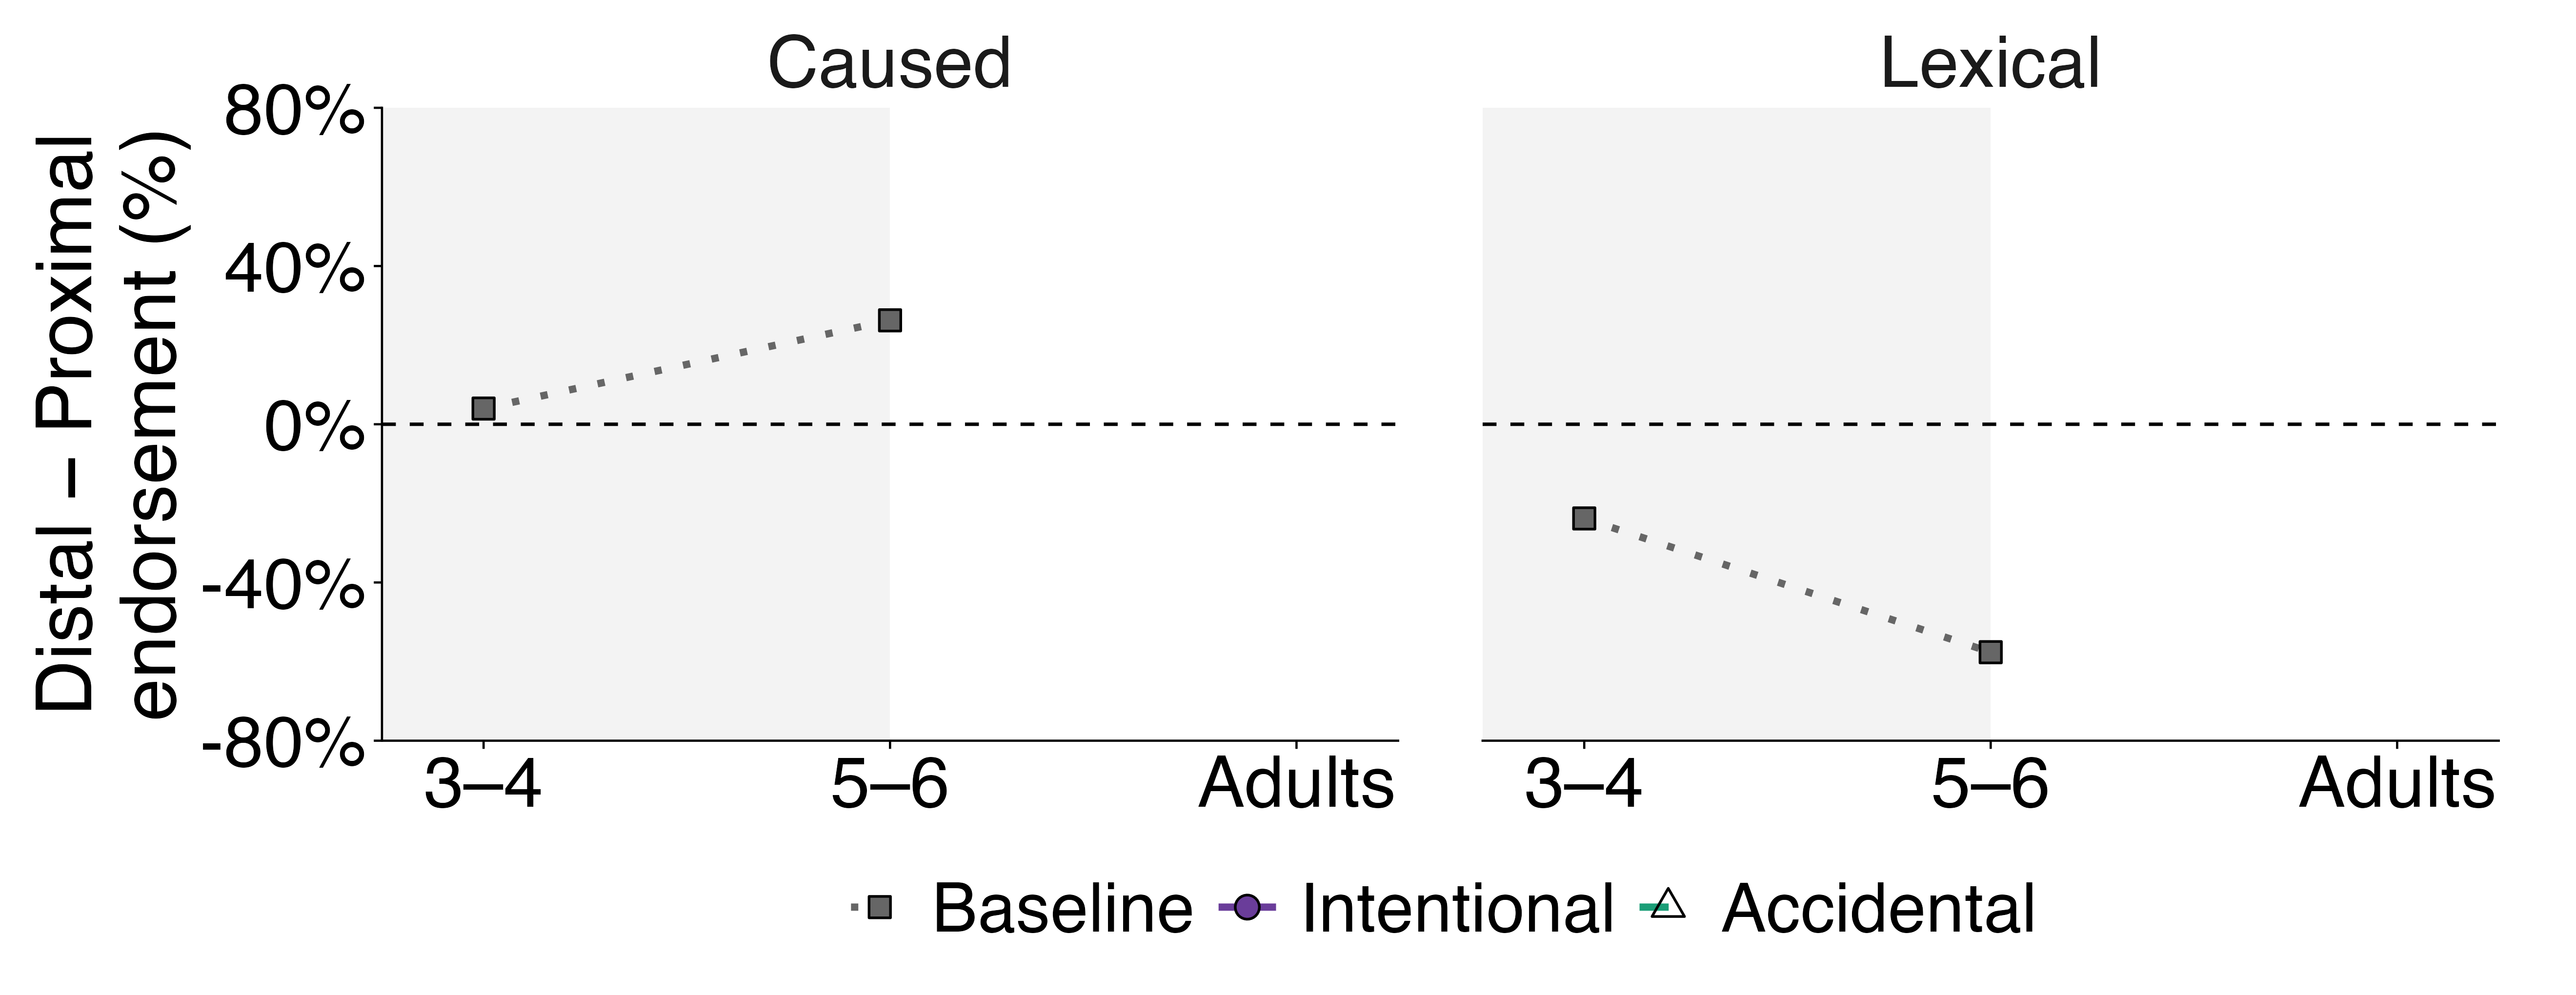 Caused
Lexical
Distal – Proximal
endorsement (%)
80%
40%
0%
-40%
-80%
3–4
5–6
Adults
3–4
5–6
Adults
Baseline
Intentional
Accidental